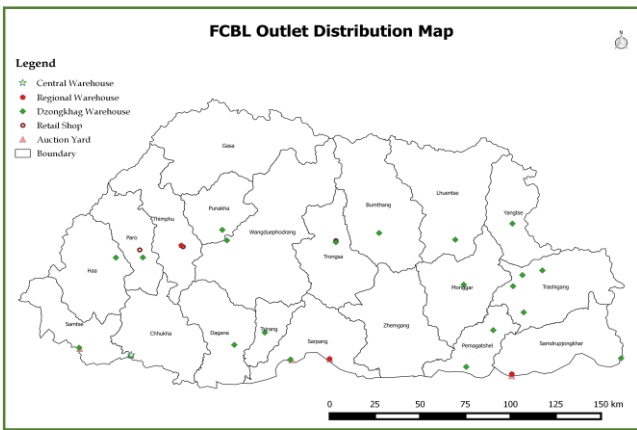 FCBL Outlet Distribution Map
N
Legend
Central Warehouse
Regional Warehouse
Dzongkhag Warehouse
Retail Shop
Auction Yard
Boundary
Gasa
Punakha
Thimphu
Paro
Haa
Wangduephodrang
Bumthang
Lhuentse
Yangtse
Trongsa
Monggar
Trashigang
Samtse
Chhukha
Dagana
Tsirang
Sarpang
Zhemgang
Pemagatshel
Samdrupjongkhar
0 25 50 75 100 125 150 km